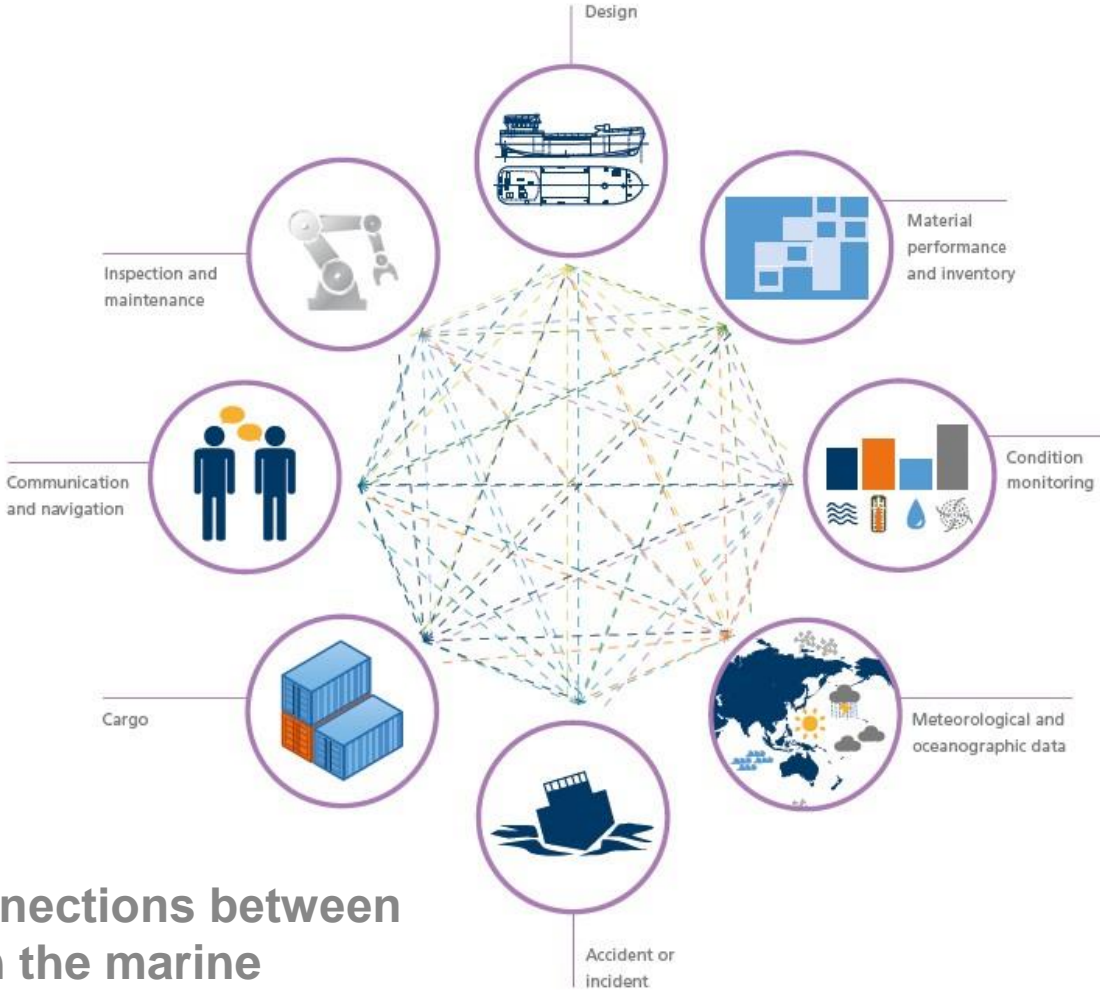 Design
Material
performance
and inventory
Inspection and
maintenance
Condition
monitoring
Communication
and navigation
Cargo
Meteorological and
oceanographic data
Accident or
incident
nections between
the marine